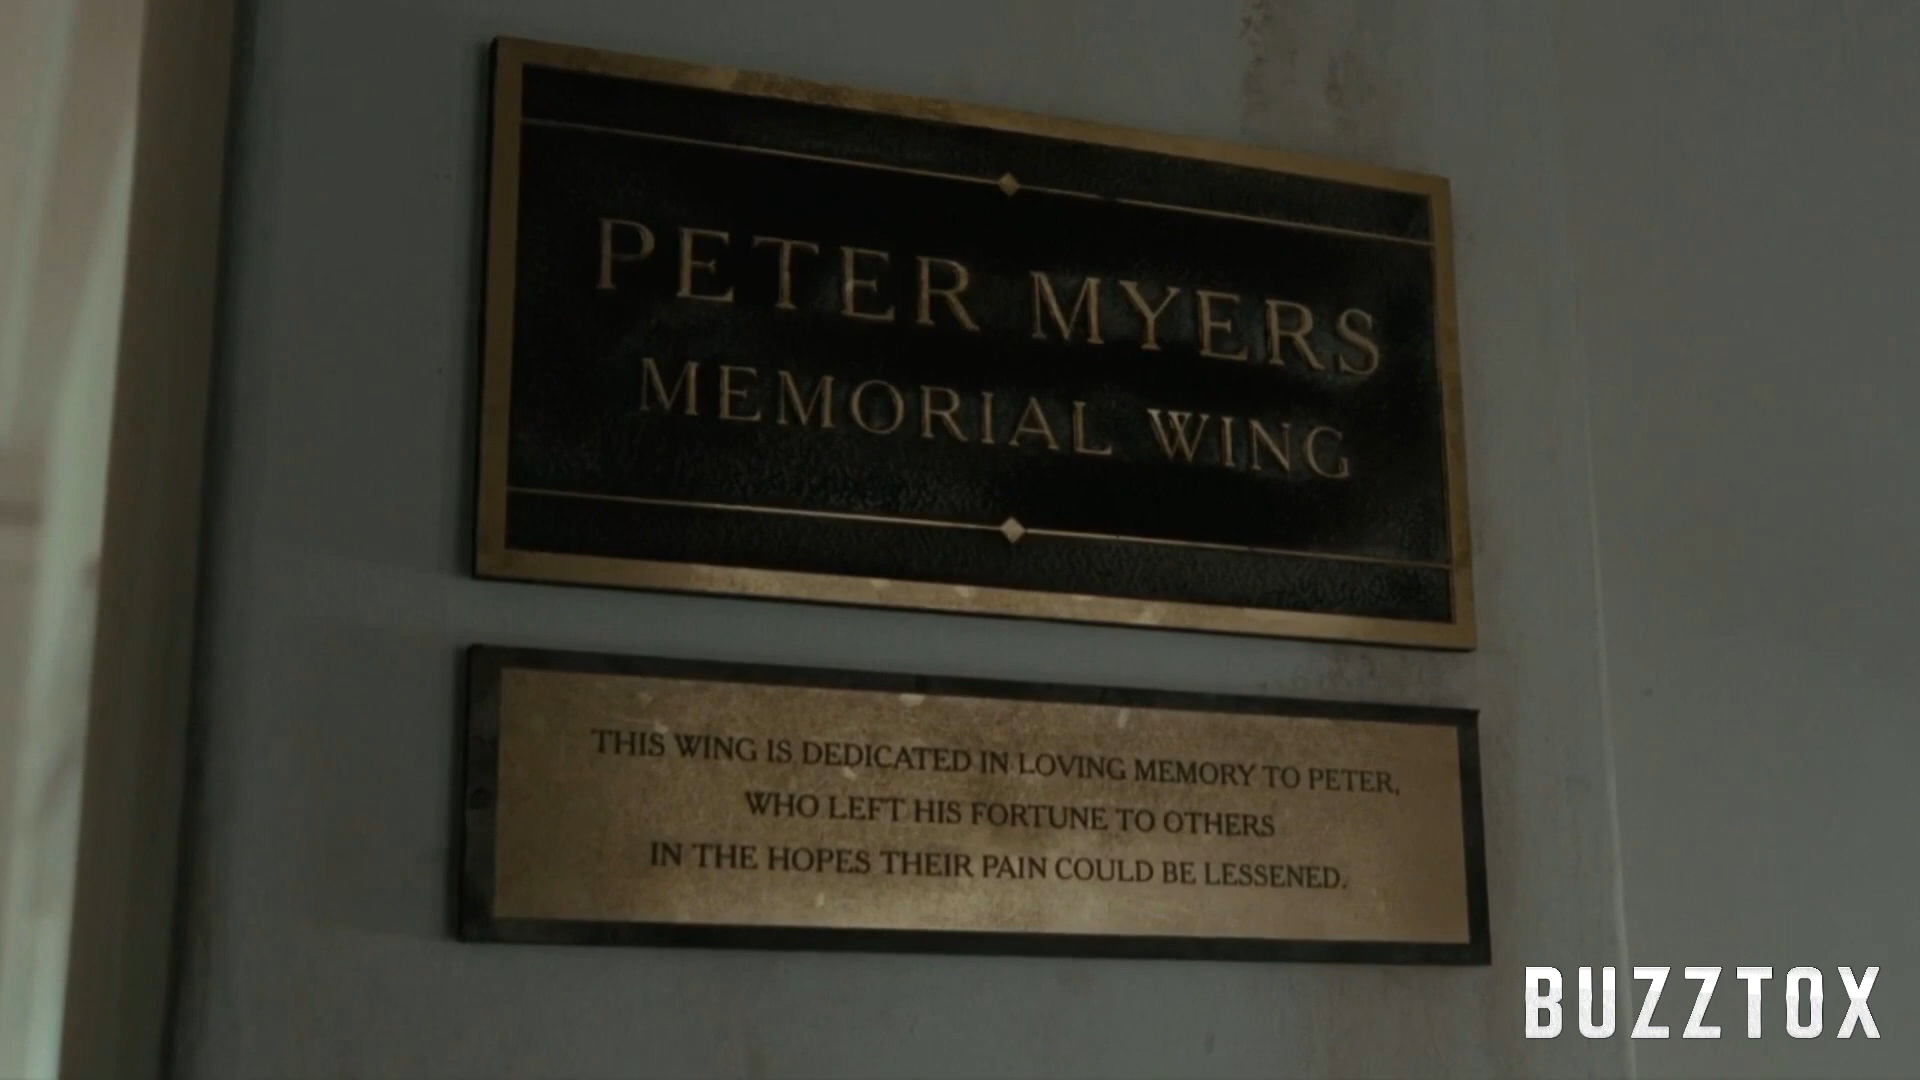 PETER MYERS
MEMORIAL WING
THIS WING IS DEDICATED IN LOVING MEMORY TO PETER,
WHO LEFT HIS FORTUNE TO OTHERS
IN THE HOPES THEIR PAIN COULD BE LESSENED.
BUZZTOX